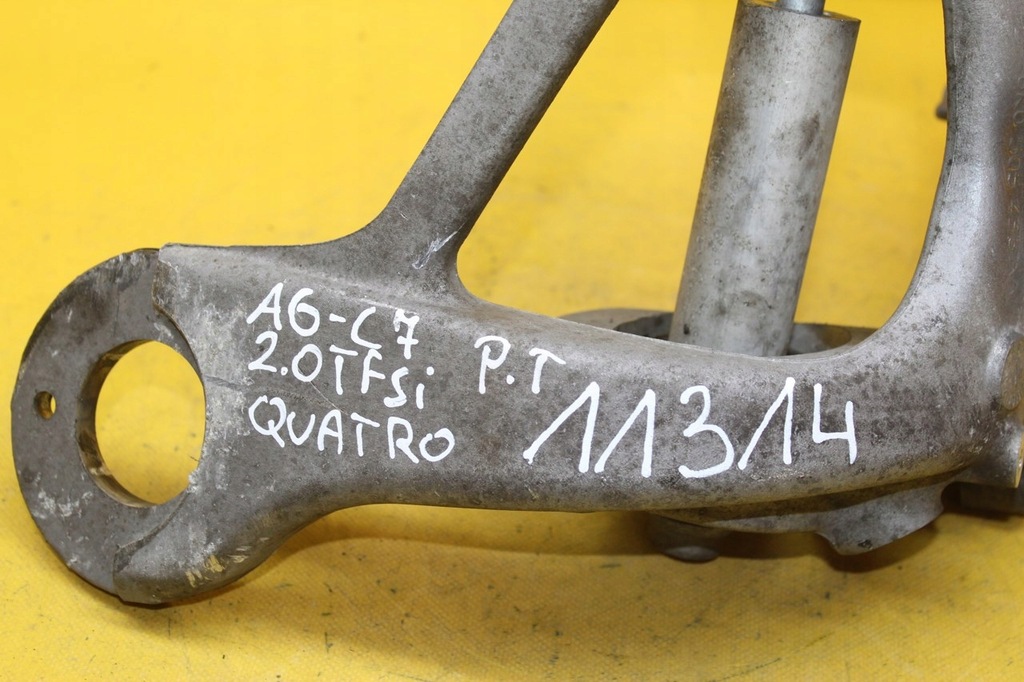 A6-C7
2.0TFSi
QUATRO
P.T
11314